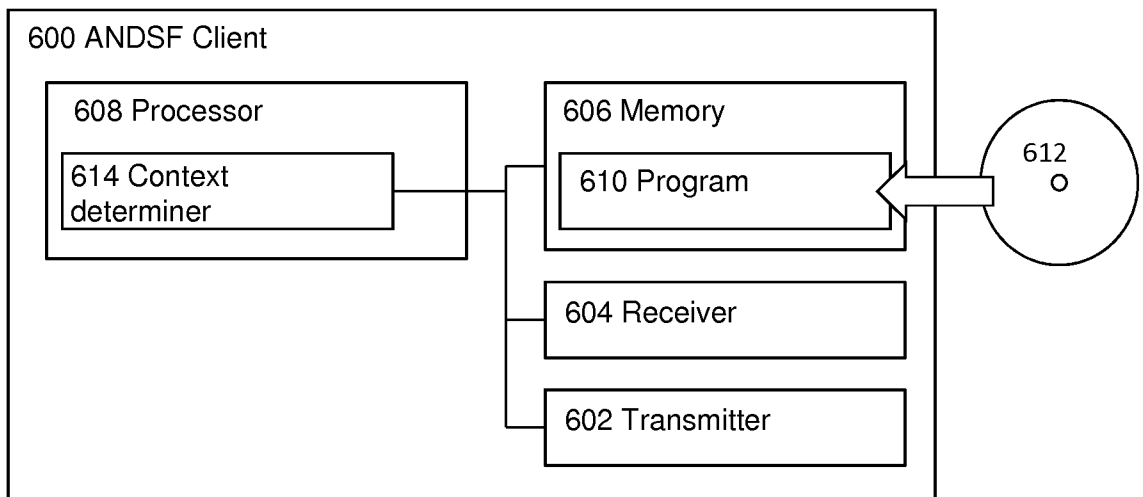 600 ANDSF Client
608 Processor
614 Context
determiner
606 Memory
610 Program
612
604 Receiver
602 Transmitter